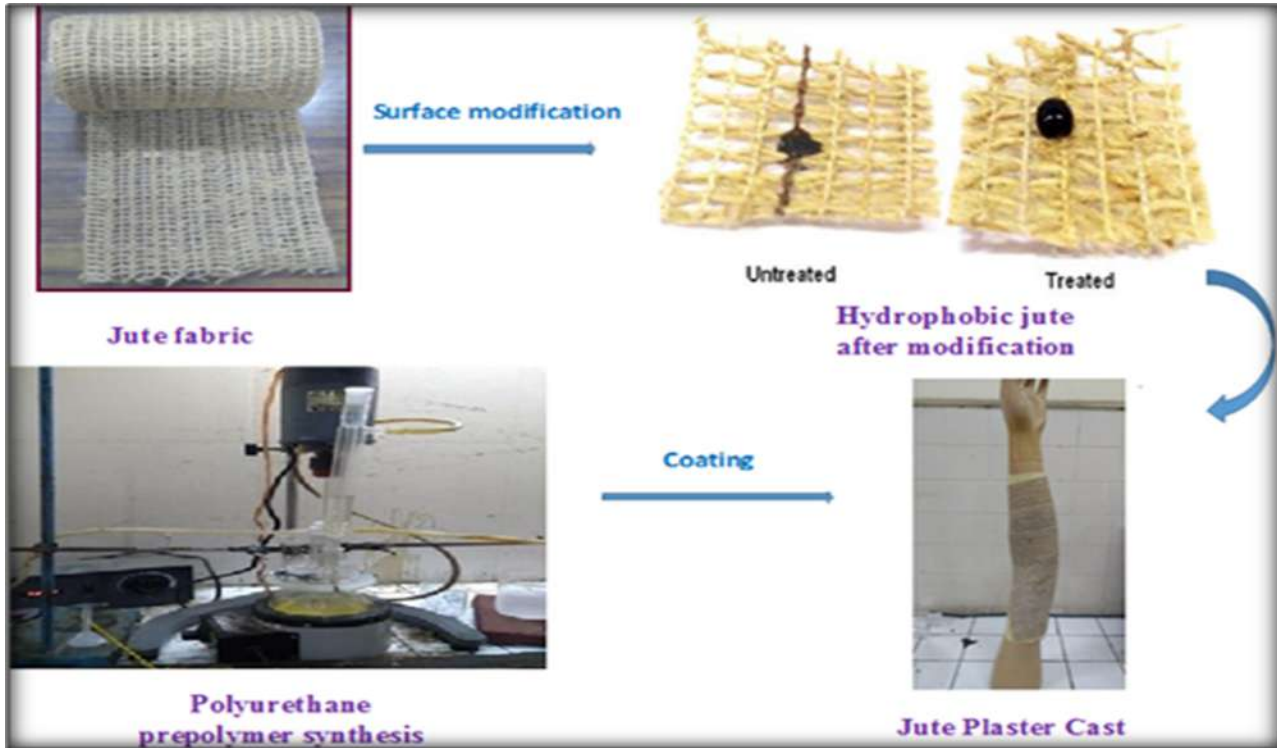 Surface modification
Untreated
Treated
Jute fabric
Hydrophobic jute
after modification
Coating
Polyurethane
prepolymer synthesis
Jute Plaster Cast